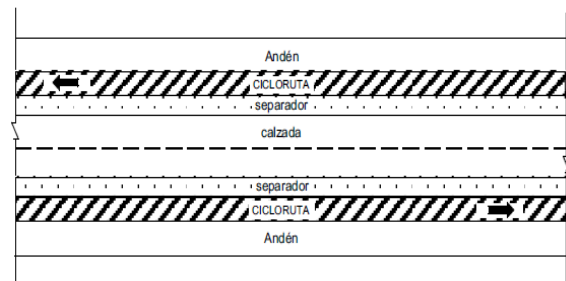 Andén
CICLORUTA
separador
calzada
separador
CICLORUTA
Andén